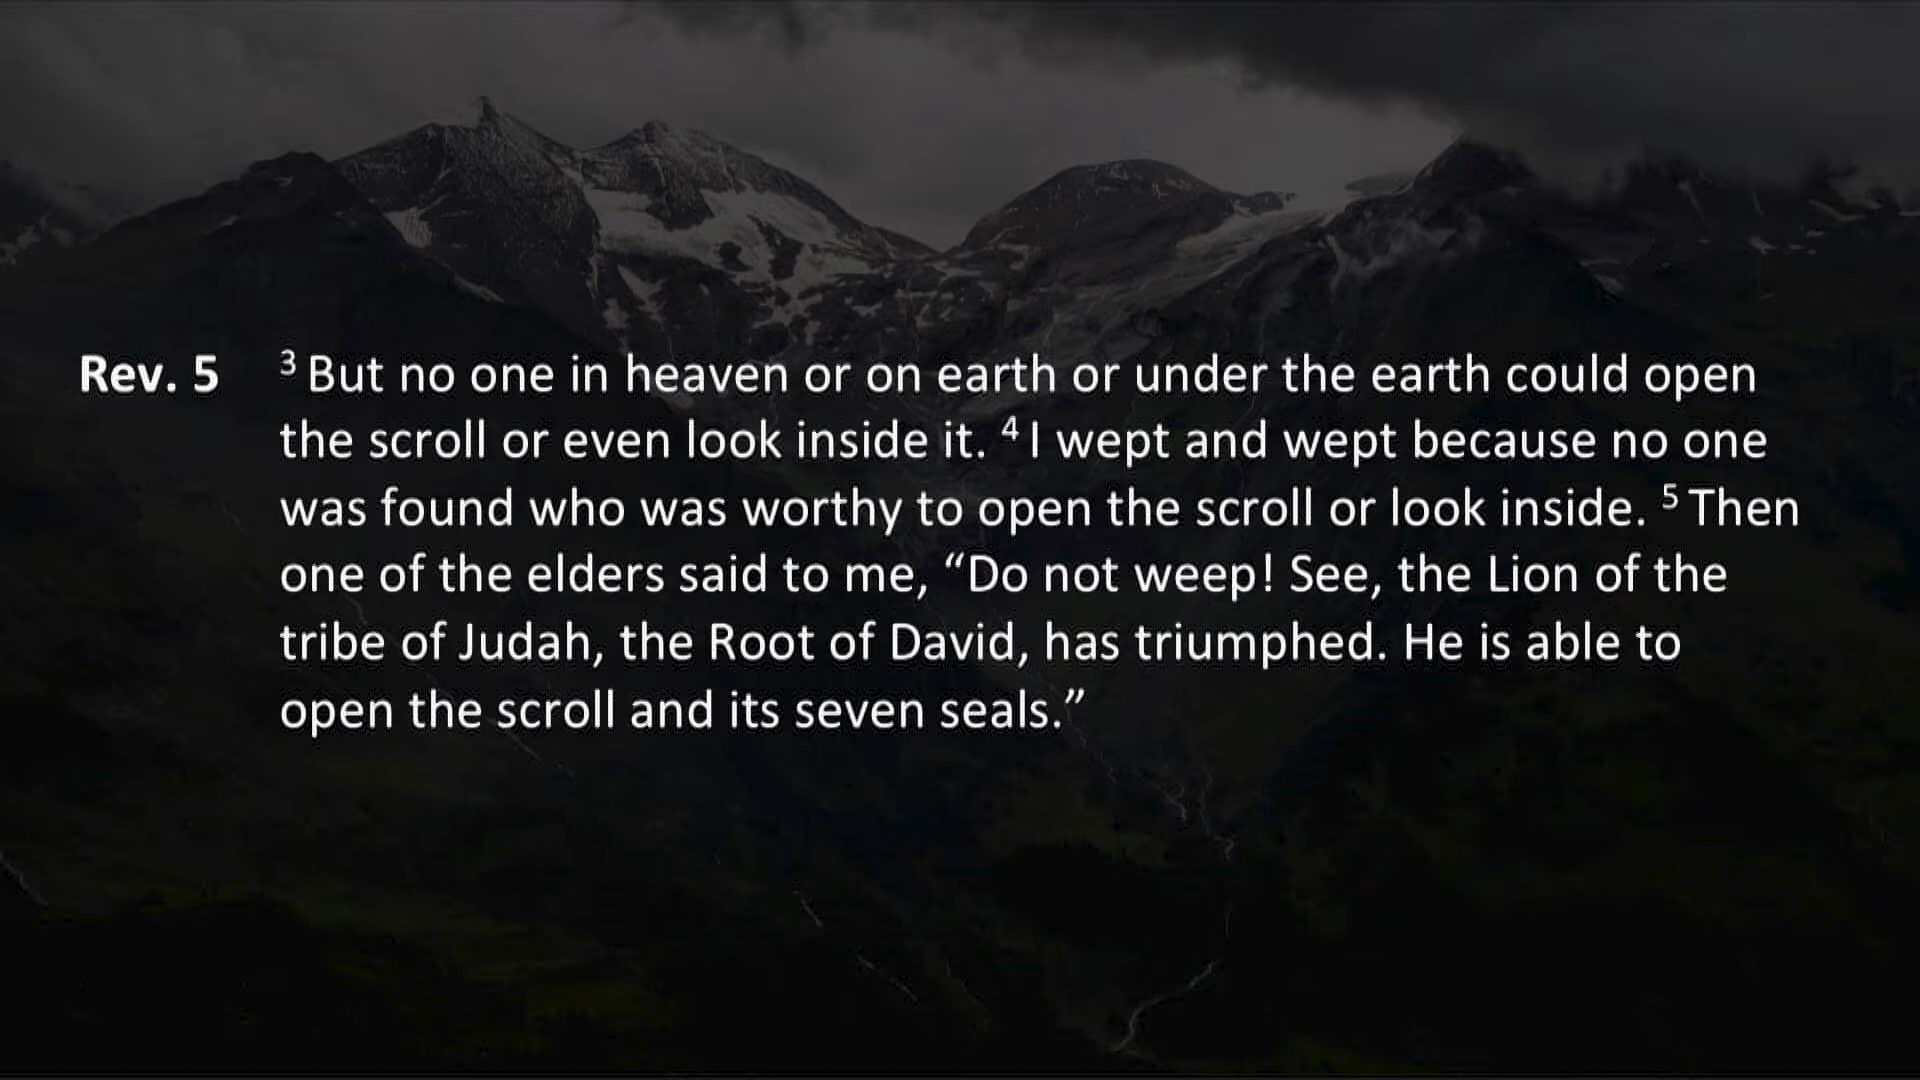 Rev. 5 ³ But no one in heaven or on earth or under the earth could open
the scroll or even look inside it. ⁴ I wept and wept because no one
was found who was worthy to open the scroll or look inside. ⁵ Then
one of the elders said to me, “Do not weep! See, the Lion of the
tribe of Judah, the Root of David, has triumphed. He is able to
open the scroll and its seven seals.”